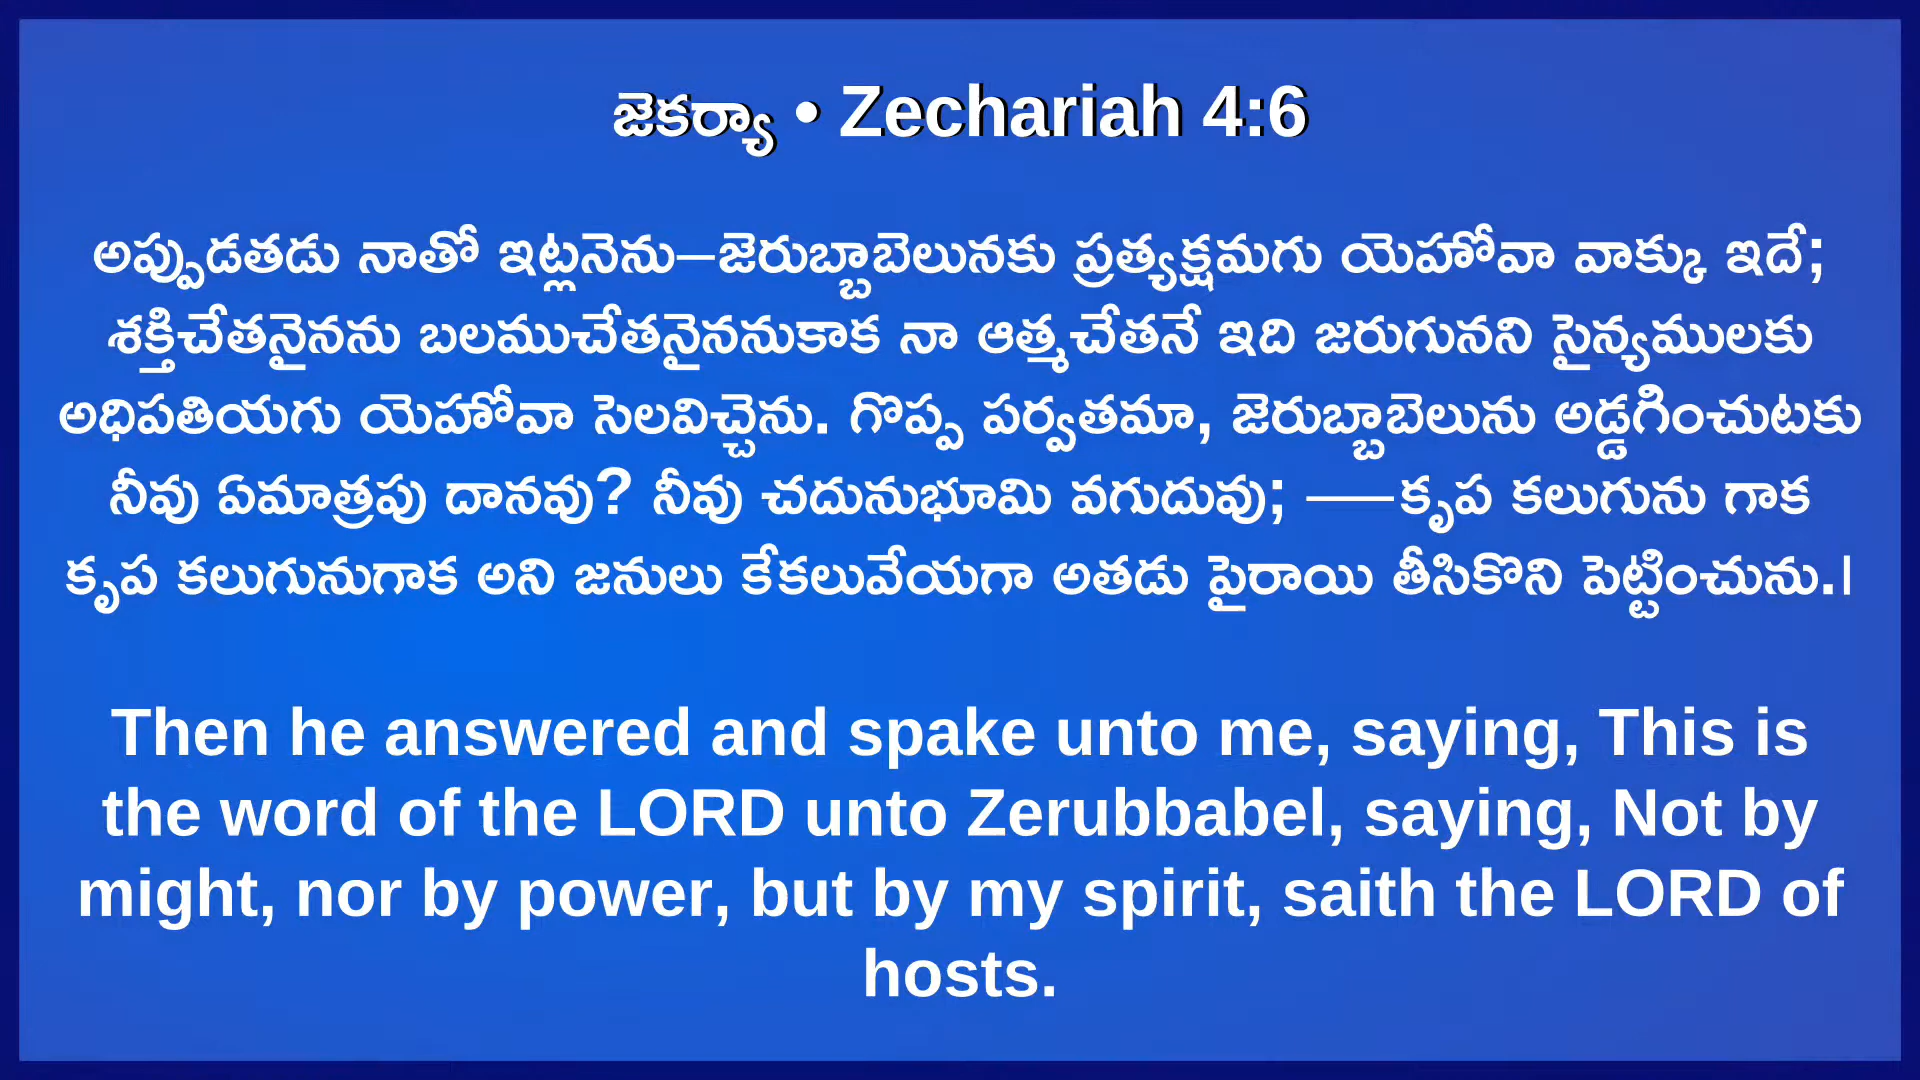 జెకర్యా • Zechariah 4:6
అప్పుడతడు నాతో ఇట్లనెను—జెరుబ్బాబెలునకు ప్రత్యక్షమగు యెహోవా వాక్కు ఇదే;
శక్తిచేతనైనను బలముచేతనైననుకాక నా ఆత్మచేతనే ఇది జరుగునని సైన్యములకు
అధిపతియగు యెహోవా సెలవిచ్చెను. గొప్ప పర్వతమా, జెరుబ్బాబెలును అడ్డగించుటకు
నీవు ఏమాత్రపు దానవు? నీవు చదునుభూమి వగుదువు; ––కృప కలుగును గాక
కృప కలుగునుగాక అని జనులు కేకలువేయగా అతడు పైరాయి తీసికొని పెట్టించును.|
Then he answered and spake unto me, saying, This is
the word of the LORD unto Zerubbabel, saying, Not by
might, nor by power, but by my spirit, saith the LORD of
hosts.